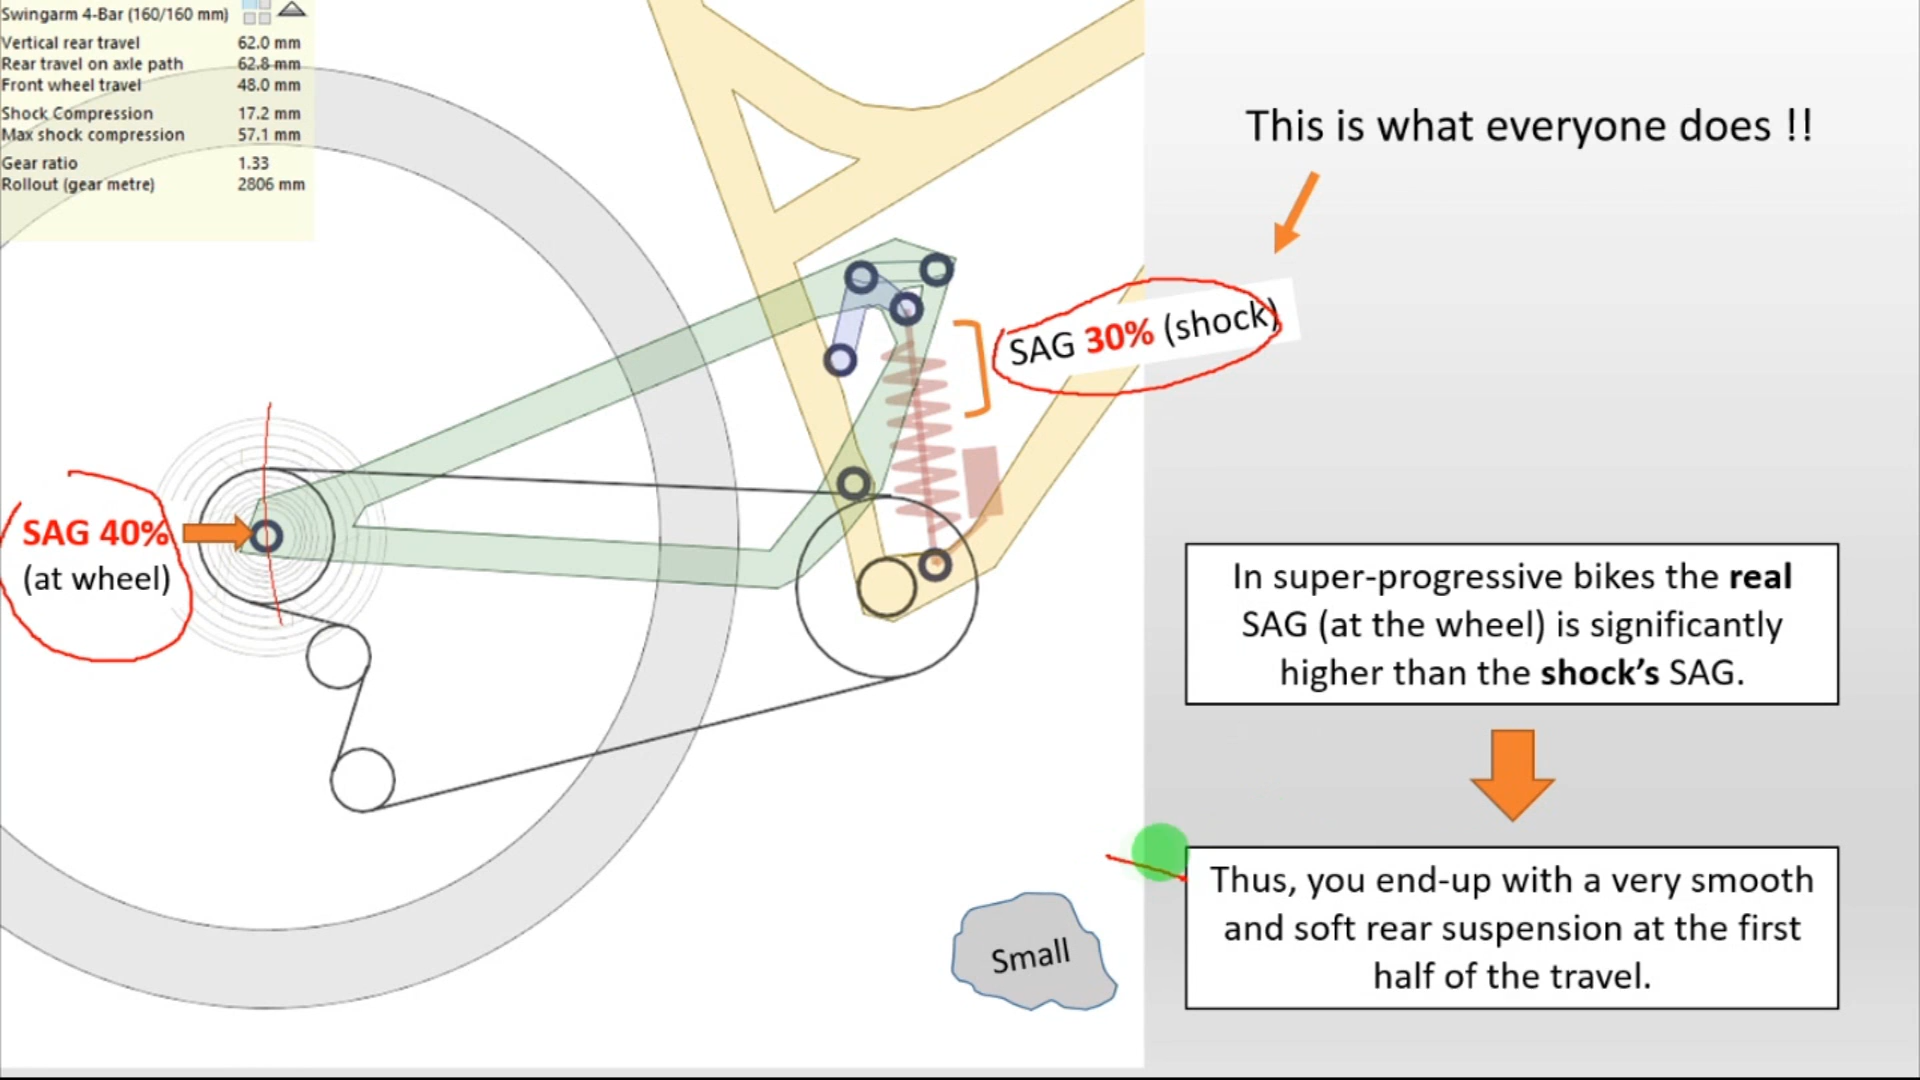 Swingarm 4-Bar (160/160 mm)
Vertical rear travel 62.0 mm
Rear travel on axle path 62.8 mm
Front wheel travel 48.0 mm
Shock Compression 17.2 mm
Max shock compression 57.1 mm
Gear ratio 1.33
Rollout (gear metre) 2806 mm
This is what everyone does !!
SAG 30% (shock)
SAG 40%
(at wheel)
In super-progressive bikes the real
SAG (at the wheel) is significantly
higher than the shock’s SAG.
Thus, you end-up with a very smooth
and soft rear suspension at the first
half of the travel.
Small